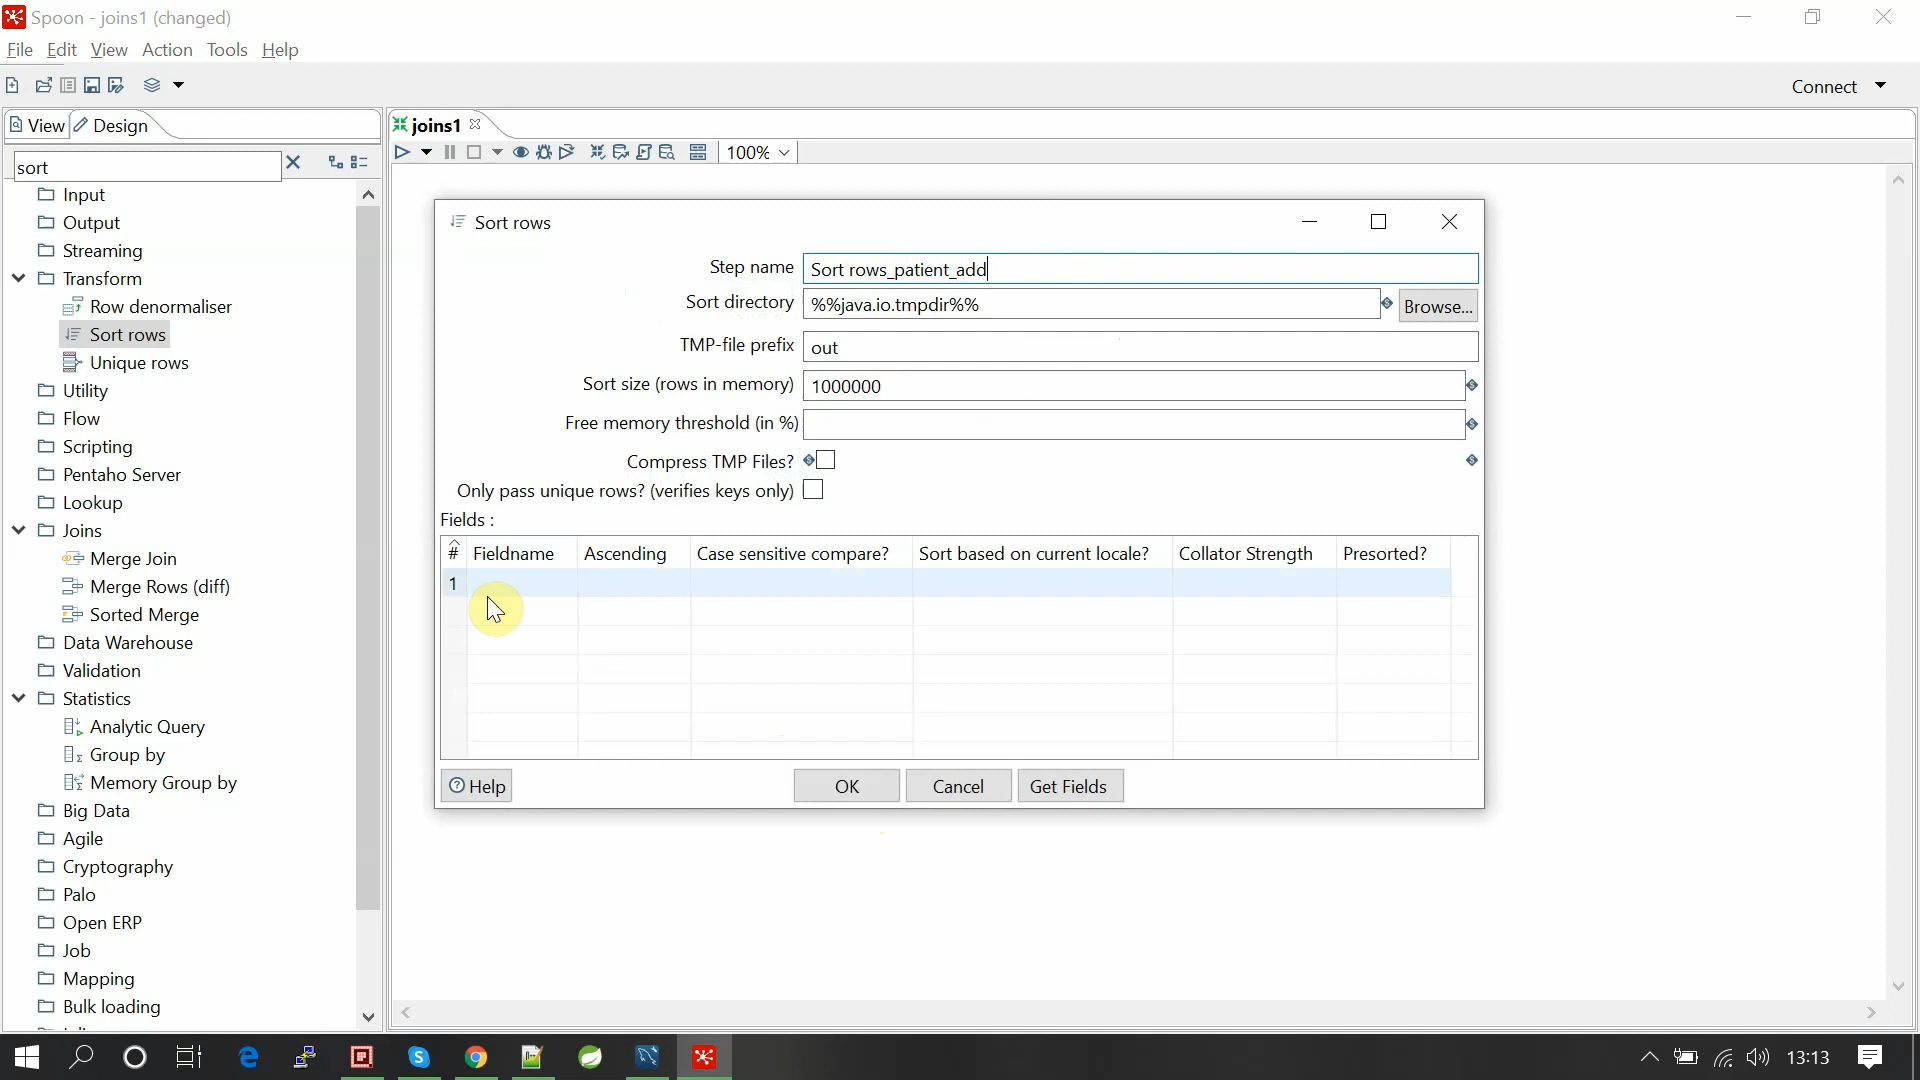 Spoon - joins1 (changed)
File Edit View Action Tools Help
Connect
View Design
joins1
sort
100%
Input
Output
Streaming
Transform
Row denormaliser
Sort rows
Unique rows
Utility
Flow
Scripting
Pentaho Server
Lookup
Joins
Merge Join
Merge Rows (diff)
Sorted Merge
Data Warehouse
Validation
Statistics
Analytic Query
Group by
Memory Group by
Big Data
Agile
Cryptography
Palo
Open ERP
Job
Mapping
Bulk loading
Sort rows
Step name Sort rows_patient_add
Sort directory %%java.io.tmpdir%% Browse...
TMP-file prefix out
Sort size (rows in memory) 1000000
Free memory threshold (in %)
Compress TMP Files?
Only pass unique rows? (verifies keys only)
Fields :
# Fieldname Ascending Case sensitive compare? Sort based on current locale? Collator Strength Presorted?
1
Help OK Cancel Get Fields
13:13